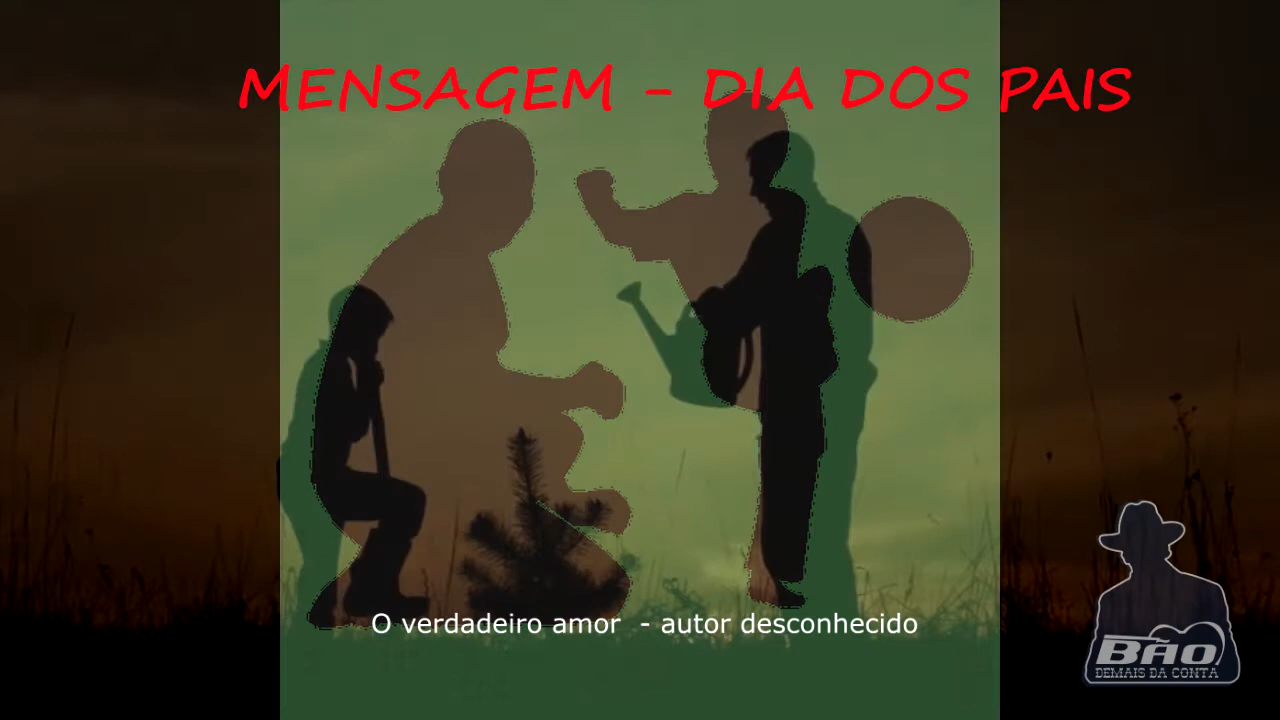 MENSAGEM - DIA DOS PAIS
O verdadeiro amor - autor desconhecido
BÃO
DEMAIS DA CONTA